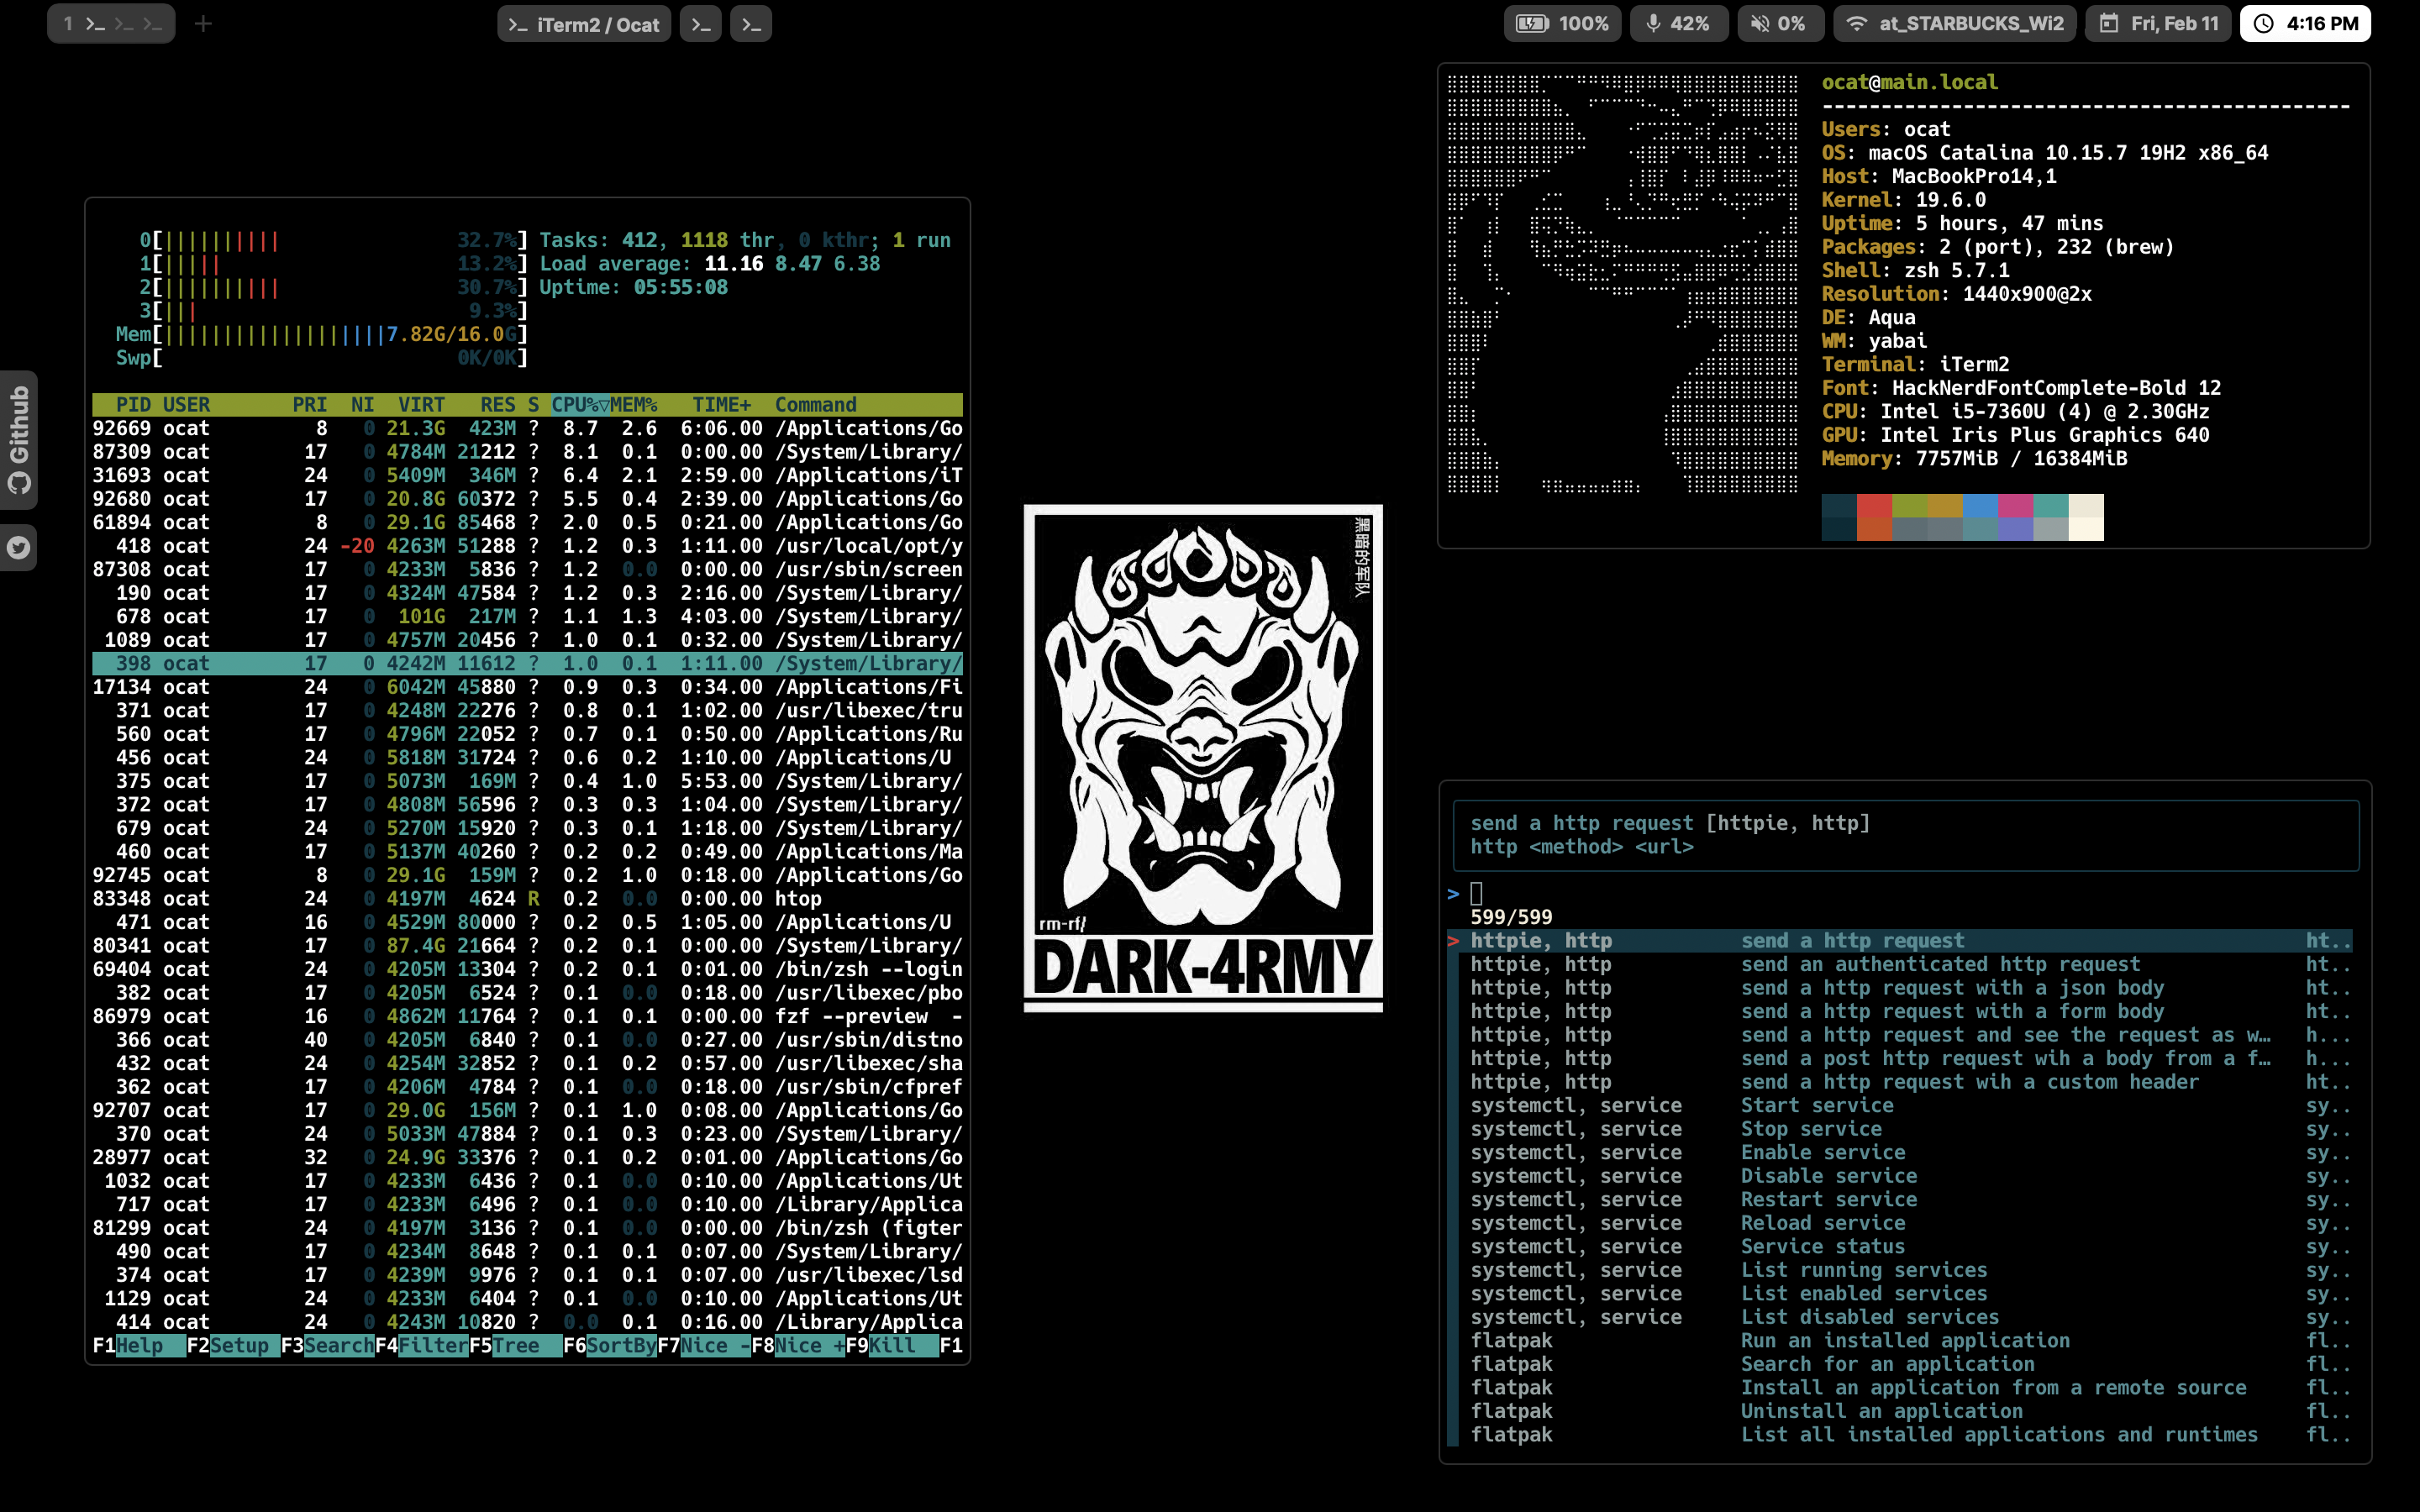 1
+
iTerm2 / Ocat
100%
42%
0%
at_STARBUCKS_Wi2
Fri, Feb 11
4:16 PM
Github
0[||||||||||32.7%] Tasks: 412, 1118 thr, 0 kthr; 1 run
1[|||||13.2%] Load average: 11.16 8.47 6.38
2[||||||||||30.7%] Uptime: 05:55:08
3[|||9.3%]
Mem[|||||||||||||||||||7.82G/16.0G]
Swp[0K/0K]
PID USER PRI NI VIRT RES S CPU%▽MEM% TIME+ Command
92669 ocat 8 0 21.3G 423M ? 8.7 2.6 6:06.00 /Applications/Go
87309 ocat 17 0 4784M 21212 ? 8.1 0.1 0:00.00 /System/Library/
31693 ocat 24 0 5409M 346M ? 6.4 2.1 2:59.00 /Applications/iT
92680 ocat 17 0 20.8G 60372 ? 5.5 0.4 2:39.00 /Applications/Go
61894 ocat 8 0 29.1G 85468 ? 2.0 0.5 0:21.00 /Applications/Go
418 ocat 24 -20 4263M 51288 ? 1.2 0.3 1:11.00 /usr/local/opt/y
87308 ocat 17 0 4233M 5836 ? 1.2 0.0 0:00.00 /usr/sbin/screen
190 ocat 17 0 4324M 47584 ? 1.2 0.3 2:16.00 /System/Library/
678 ocat 17 0 101G 217M ? 1.1 1.3 4:03.00 /System/Library/
1089 ocat 17 0 4757M 20456 ? 1.0 0.1 0:32.00 /System/Library/
398 ocat 17 0 4242M 11612 ? 1.0 0.1 1:11.00 /System/Library/
17134 ocat 24 0 6042M 45880 ? 0.9 0.3 0:34.00 /Applications/Fi
371 ocat 17 0 4248M 22276 ? 0.8 0.1 1:02.00 /usr/libexec/tru
560 ocat 17 0 4796M 22052 ? 0.7 0.1 0:50.00 /Applications/Ru
456 ocat 24 0 5818M 31724 ? 0.6 0.2 1:10.00 /Applications/U
375 ocat 17 0 5073M 169M ? 0.4 1.0 5:53.00 /System/Library/
372 ocat 17 0 4808M 56596 ? 0.3 0.3 1:04.00 /System/Library/
679 ocat 24 0 5270M 15920 ? 0.3 0.1 1:18.00 /System/Library/
460 ocat 17 0 5137M 40260 ? 0.2 0.2 0:49.00 /Applications/Ma
92745 ocat 8 0 29.1G 159M ? 0.2 1.0 0:18.00 /Applications/Go
83348 ocat 24 0 4197M 4624 R 0.2 0.0 0:00.00 htop
471 ocat 16 0 4529M 80000 ? 0.2 0.5 1:05.00 /Applications/U
80341 ocat 17 0 87.4G 21664 ? 0.2 0.1 0:00.00 /System/Library/
69404 ocat 24 0 4205M 13304 ? 0.2 0.1 0:01.00 /bin/zsh --login
382 ocat 17 0 4205M 6524 ? 0.1 0.0 0:18.00 /usr/libexec/pbo
86979 ocat 16 0 4862M 11764 ? 0.1 0.1 0:00.00 fzf --preview -
366 ocat 40 0 4205M 6840 ? 0.1 0.0 0:27.00 /usr/sbin/distno
432 ocat 24 0 4254M 32852 ? 0.1 0.2 0:57.00 /usr/libexec/sha
362 ocat 17 0 4206M 4784 ? 0.1 0.0 0:18.00 /usr/sbin/cfpref
92707 ocat 17 0 29.0G 156M ? 0.1 1.0 0:08.00 /Applications/Go
370 ocat 24 0 5033M 47884 ? 0.1 0.3 0:23.00 /System/Library/
28977 ocat 32 0 24.9G 33376 ? 0.1 0.2 0:01.00 /Applications/Go
1032 ocat 17 0 4233M 6436 ? 0.1 0.0 0:10.00 /Applications/Ut
717 ocat 17 0 4233M 6496 ? 0.1 0.0 0:10.00 /Library/Applica
81299 ocat 24 0 4197M 3136 ? 0.1 0.0 0:00.00 /bin/zsh (figter
490 ocat 17 0 4234M 8648 ? 0.1 0.1 0:07.00 /System/Library/
374 ocat 17 0 4239M 9976 ? 0.1 0.1 0:07.00 /usr/libexec/lsd
1129 ocat 24 0 4233M 6404 ? 0.1 0.0 0:10.00 /Applications/Ut
414 ocat 24 0 4243M 10820 ? 0.0 0.1 0:16.00 /Library/Applica
F1Help F2Setup F3SearchF4FilterF5Tree F6SortByF7Nice -F8Nice +F9Kill F1
黑暗的军队
rm-rf/
DARK-4RMY
ocat@main.local
---------------------------------------------
Users: ocat
OS: macOS Catalina 10.15.7 19H2 x86_64
Host: MacBookPro14,1
Kernel: 19.6.0
Uptime: 5 hours, 47 mins
Packages: 2 (port), 232 (brew)
Shell: zsh 5.7.1
Resolution: 1440x900@2x
DE: Aqua
WM: yabai
Terminal: iTerm2
Font: HackNerdFontComplete-Bold 12
CPU: Intel i5-7360U (4) @ 2.30GHz
GPU: Intel Iris Plus Graphics 640
Memory: 7757MiB / 16384MiB
send a http request [httpie, http]
http <method> <url>
>
599/599
> httpie, http send a http request ht..
httpie, http send an authenticated http request ht..
httpie, http send a http request with a json body ht..
httpie, http send a http request with a form body ht..
httpie, http send a http request and see the request as w… h...
httpie, http send a post http request wih a body from a f… h...
httpie, http send a http request wih a custom header ht..
systemctl, service Start service sy..
systemctl, service Stop service sy..
systemctl, service Enable service sy..
systemctl, service Disable service sy..
systemctl, service Restart service sy..
systemctl, service Reload service sy..
systemctl, service Service status sy..
systemctl, service List running services sy..
systemctl, service List enabled services sy..
systemctl, service List disabled services sy..
flatpak Run an installed application fl..
flatpak Search for an application fl..
flatpak Install an application from a remote source fl..
flatpak Uninstall an application fl..
flatpak List all installed applications and runtimes fl..